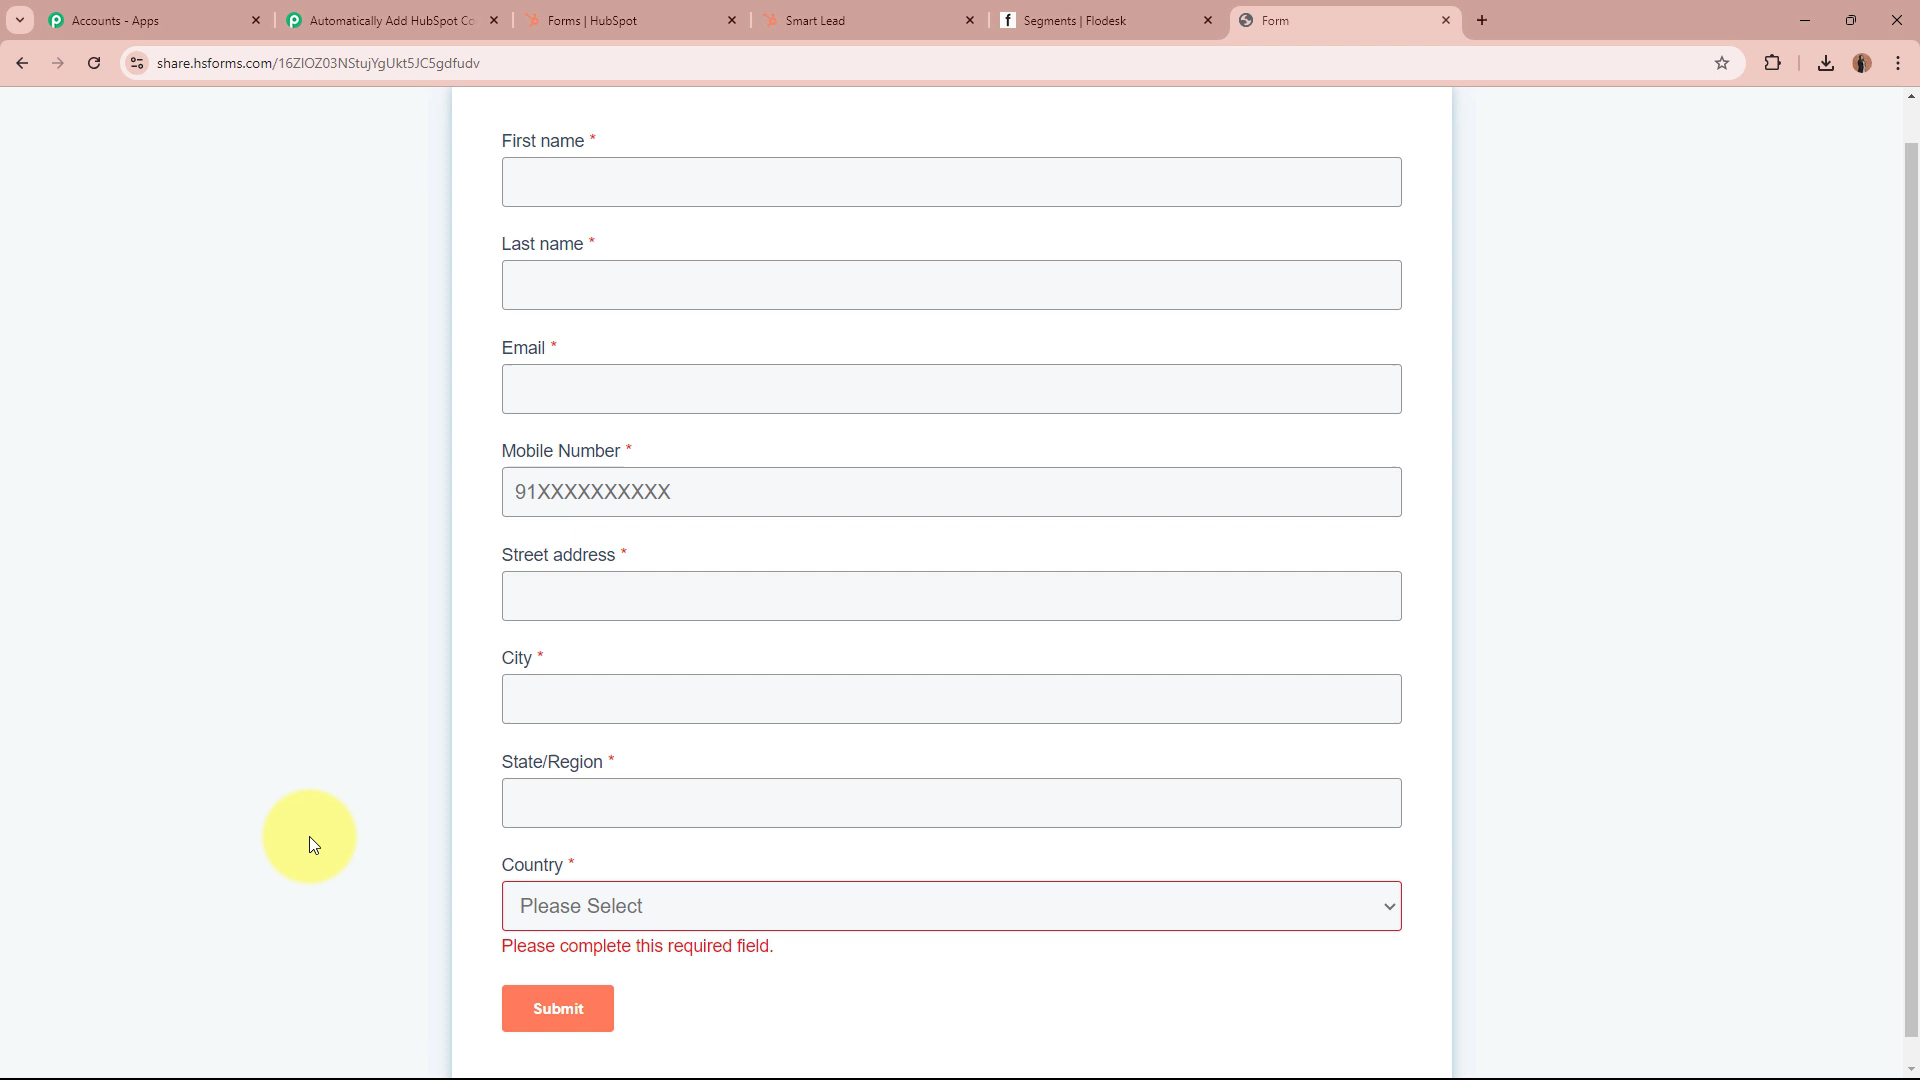 Accounts - Apps
Automatically Add HubSpot Co
Forms | HubSpot
Smart Lead
f
Segments | Flodesk
Form
share.hsforms.com/16ZIOZ03NStujYgUkt5JC5gdfudv
First name *
Last name *
Email *
Mobile Number *
91XXXXXXXXXX
Street address *
City *
State/Region *
Country *
Please Select
Please complete this required field.
Submit